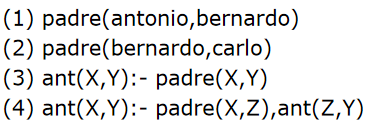 (1) padre(antonio,bernardo)
(2) padre(bernardo,carlo)
(3) ant(X,Y):- padre(X,Y)
(4) ant(X,Y):- padre(X,Z),ant(Z,Y)